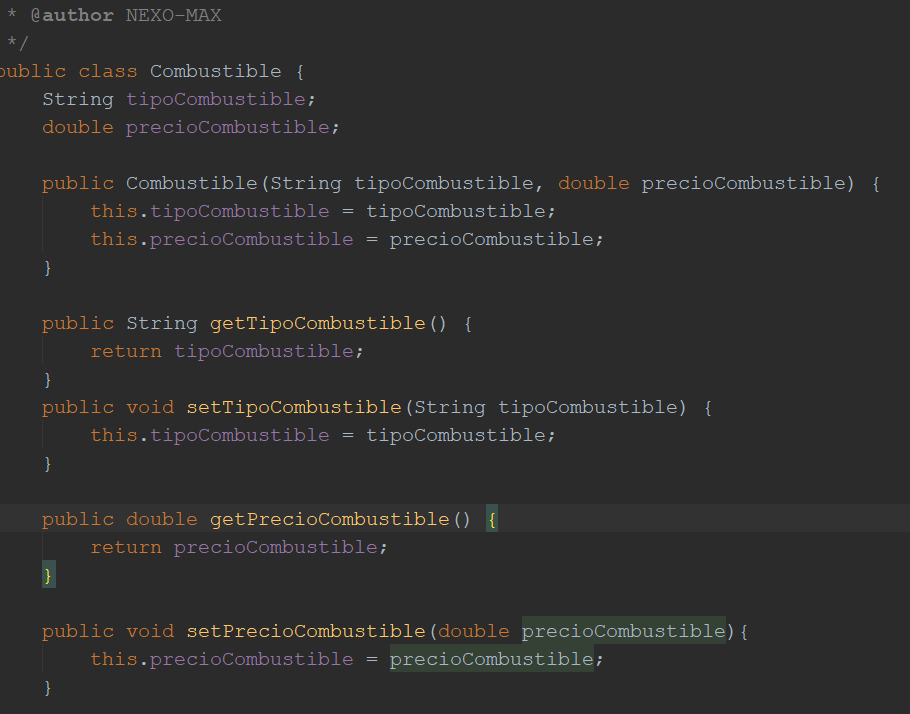 * @author NEXO-MAX
*/
public class Combustible {
String tipoCombustible;
double precioCombustible;
public Combustible(String tipoCombustible, double precioCombustible) {
this.tipoCombustible = tipoCombustible;
this.precioCombustible = precioCombustible;
}
public String getTipoCombustible() {
return tipoCombustible;
}
public void setTipoCombustible(String tipoCombustible) {
this.tipoCombustible = tipoCombustible;
}
public double getPrecioCombustible() {
return precioCombustible;
}
public void setPrecioCombustible(double precioCombustible){
this.precioCombustible = precioCombustible;
}